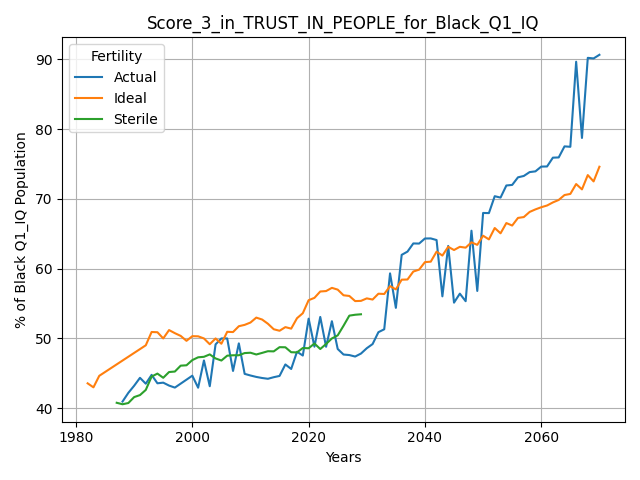 Score_3_in_TRUST_IN_PEOPLE_for_Black_Q1_IQ
Fertility
Actual
Ideal
Sterile
% of Black Q1_IQ Population
90
80
70
60
50
40
1980
2000
2020
2040
2060
Years